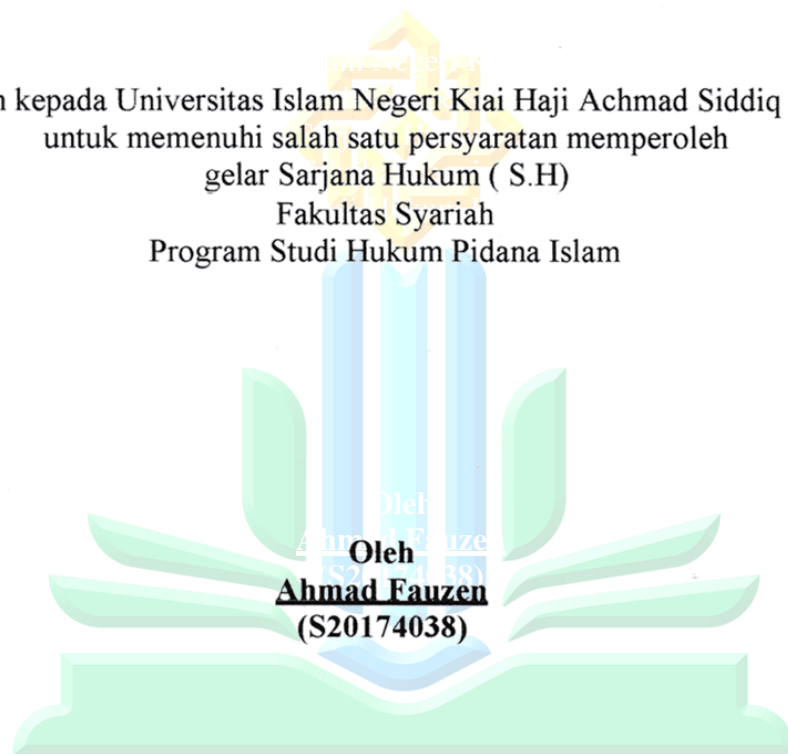 kepada Universitas Islam Negeri Kiai Haji Achmad Siddiq
untuk memenuhi salah satu persyaratan memperoleh
gelar Sarjana Hukum ( S.H)
Fakultas Syariah
Program Studi Hukum Pidana Islam
Oleh
Oleh
Ahmad Fauzen
(S20174038)